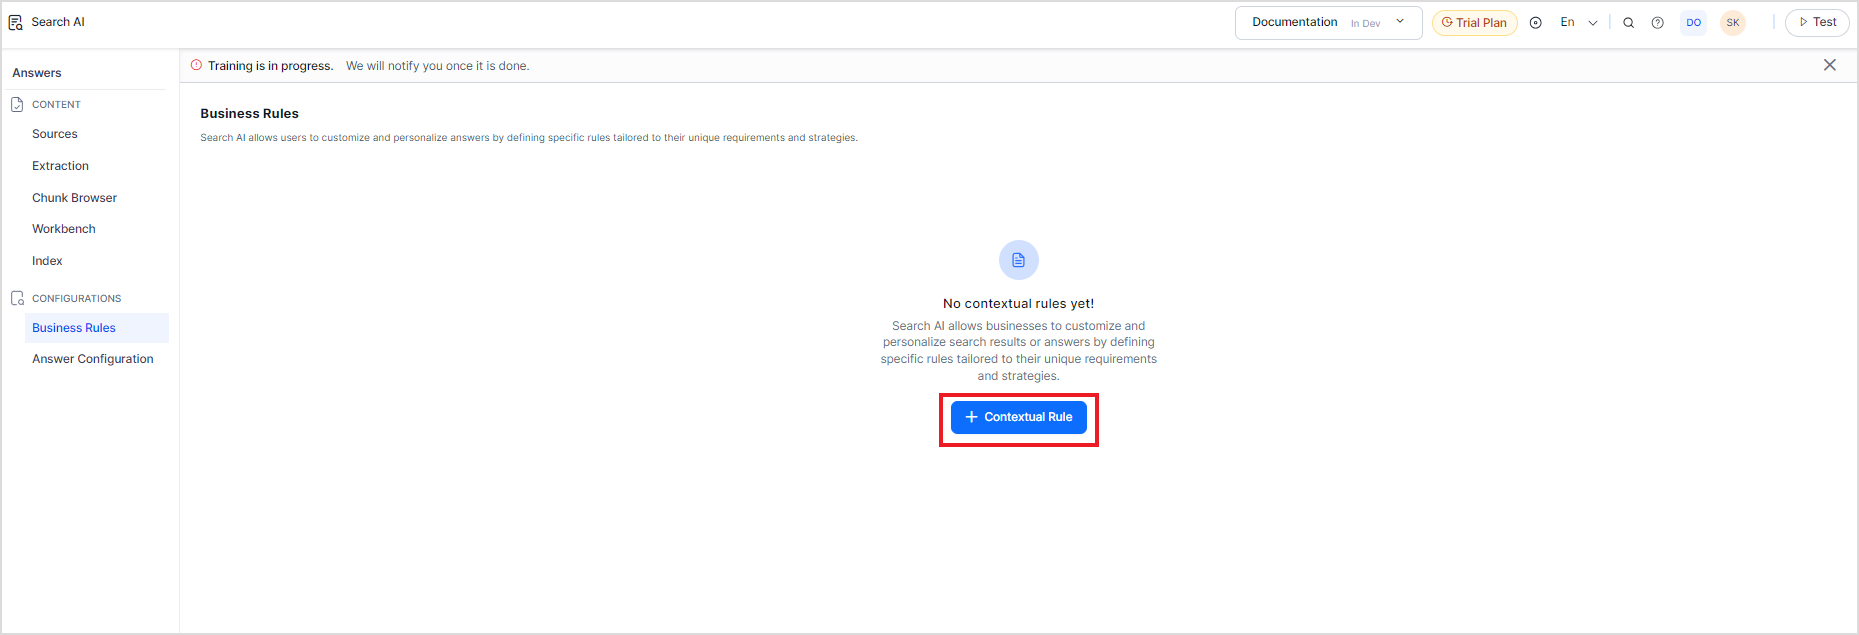 Search AI
Documentation In Dev
Trial Plan
En
DO
SK
Test
Answers
CONTENT
Sources
Extraction
Chunk Browser
Workbench
Index
CONFIGURATIONS
Business Rules
Answer Configuration
Training is in progress. We will notify you once it is done.
Business Rules
Search AI allows users to customize and personalize answers by defining specific rules tailored to their unique requirements and strategies.
No contextual rules yet!
Search AI allows businesses to customize and
personalize search results or answers by defining
specific rules tailored to their unique requirements
and strategies.
+ Contextual Rule